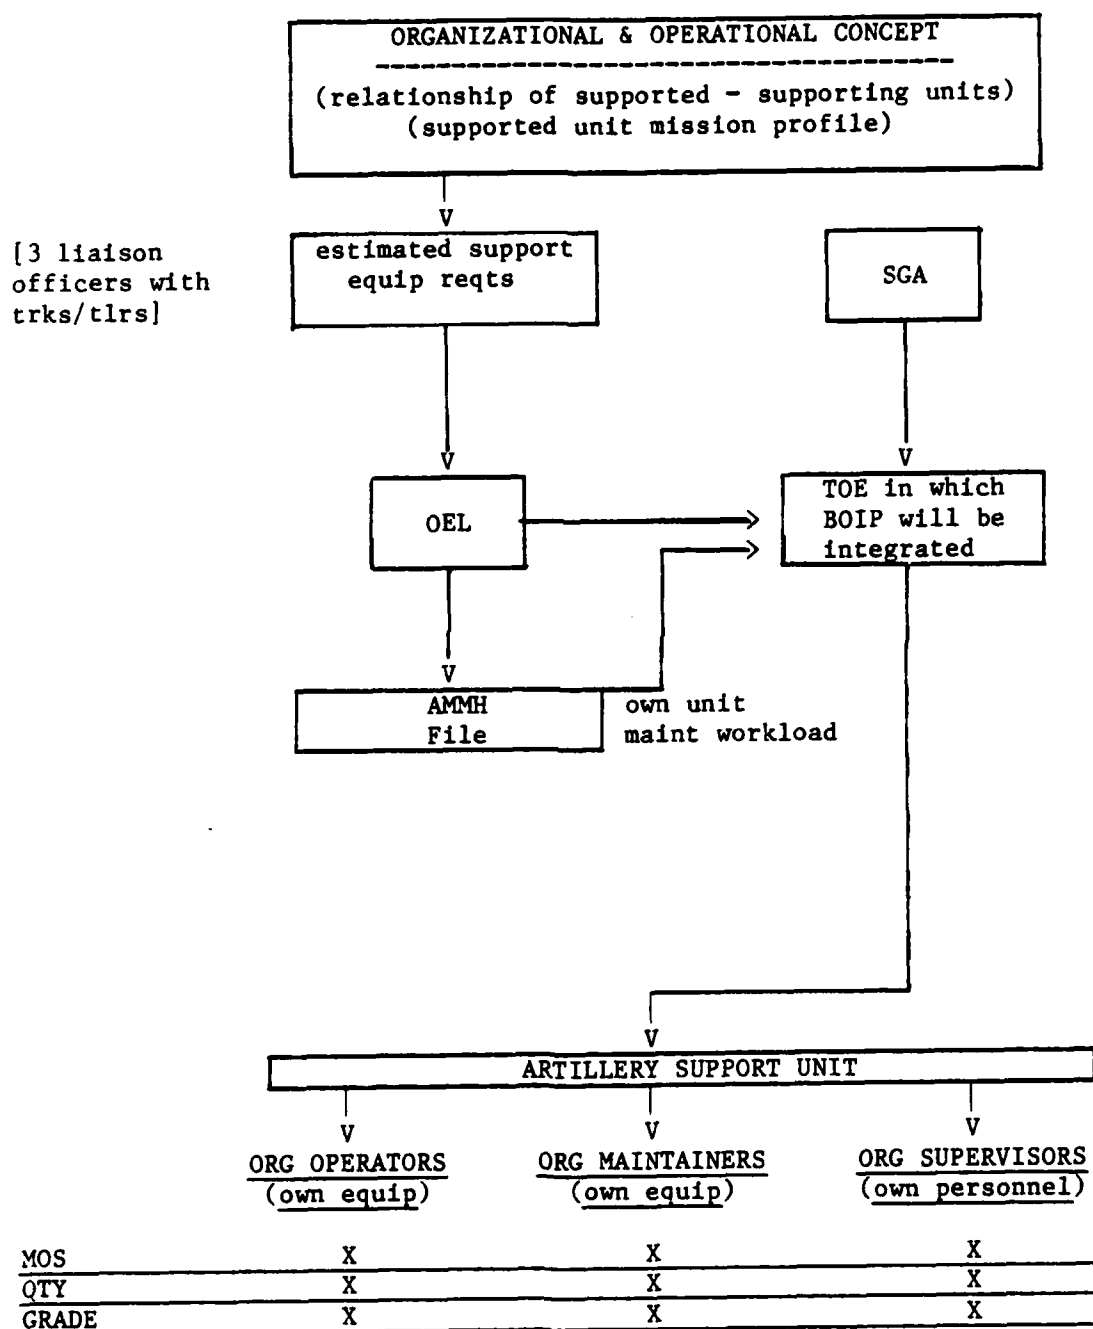 ORGANIZATIONAL & OPERATIONAL CONCEPT
(relationship of supported - supporting units)
(supported unit mission profile)
V
[3 liaison
officers with
trks/tlrs]
estimated support
equip reqts
SGA
V
V
OEL
TOE in which
BOIP will be
integrated
V
AMMH
File
own unit
maint workload
V
ARTILLERY SUPPORT UNIT
V V V
ORG OPERATORS ORG MAINTAINERS ORG SUPERVISORS
(own equip) (own equip) (own personnel)
MOS X X X
QTY X X X
GRADE X X X